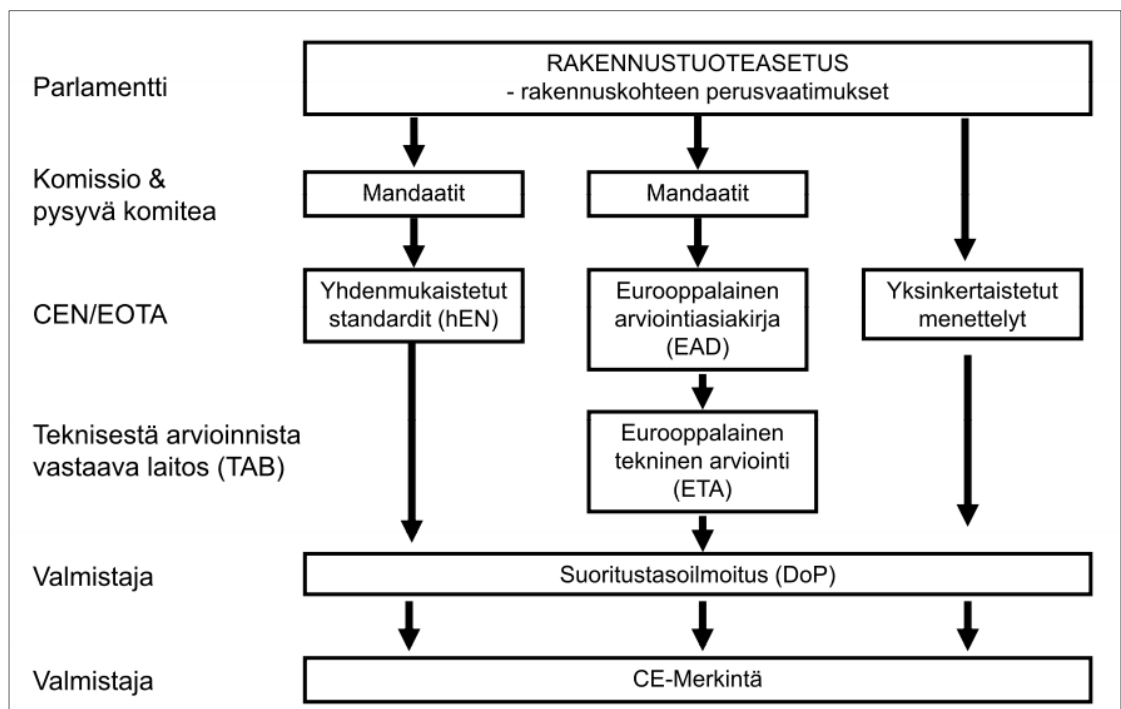 RAKENNUSTUOTEASETUS
Parlamentti
- rakennuskohteen perusvaatimukset
Komissio &
pysyvä komitea
Mandaatit
Mandaatit
CEN/EOTA
Yhdenmukaistetut
standardit (hEN)
Eurooppalainen
arviointiasiakirja
(EAD)
Yksinkertaistetut
menettelyt
Teknisestä arvioinnista
vastaava laitos (TAB)
Eurooppalainen
tekninen arviointi
(ETA)
Valmistaja
Suoritustasoilmoitus (DoP)
Valmistaja
CE-Merkintä